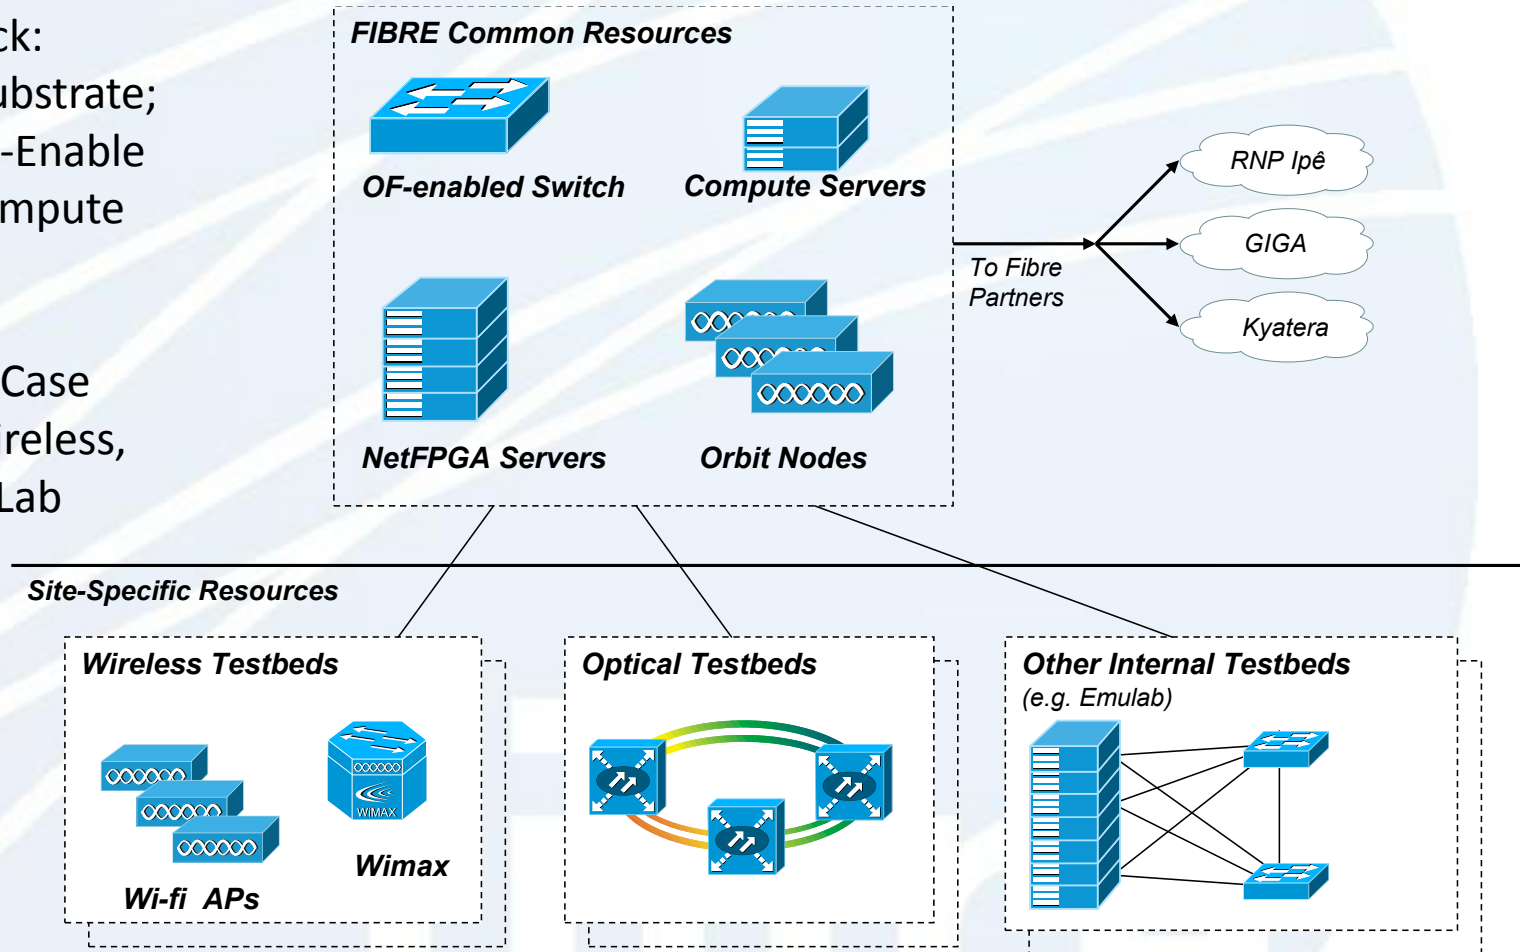 ck:
ubstrate;
-Enable
mpute
Case
ireless,
Lab
FIBRE Common Resources
OF-enabled Switch
Compute Servers
NetFPGA Servers
Orbit Nodes
To Fibre
Partners
RNP Ipê
GIGA
Kyatera
Site-Specific Resources
Wireless Testbeds
WIMAX
Wimax
Wi-fi APs
Optical Testbeds
Other Internal Testbeds
(e.g. Emulab)